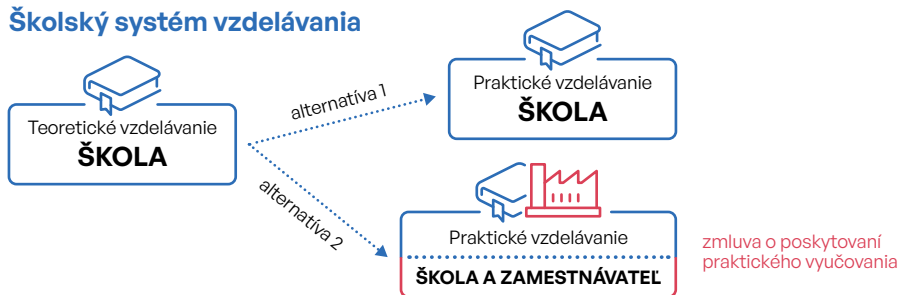 Školský systém vzdelávania
Teoretické vzdelávanie
ŠKOLA
alternatíva 1
Praktické vzdelávanie
ŠKOLA
alternatíva 2
Praktické vzdelávanie
ŠKOLA A ZAMESTNÁVATEĽ
zmluva o poskytovaní
praktického vyučovania